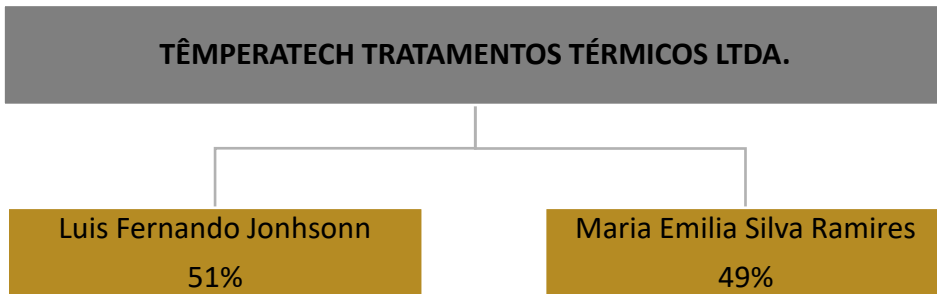 TÊMPERATECH TRATAMENTOS TÉRMICOS LTDA.
Luis Fernando Jonhsonn
51%
Maria Emilia Silva Ramires
49%